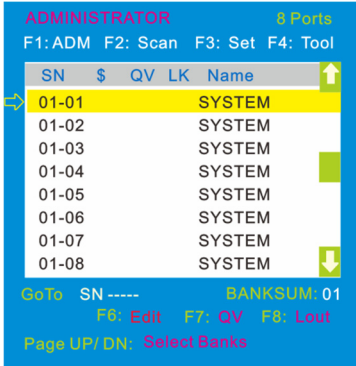 ADMINISTRATOR 8 Ports
F1: ADM F2: Scan F3: Set F4: Tool
SN $ QV LK Name
01-01 SYSTEM
01-02 SYSTEM
01-03 SYSTEM
01-04 SYSTEM
01-05 SYSTEM
01-06 SYSTEM
01-07 SYSTEM
01-08 SYSTEM
GoTo SN ----- BANKSUM: 01
F6: Edit F7: QV F8: Lout
Page UP/ DN: Select Banks